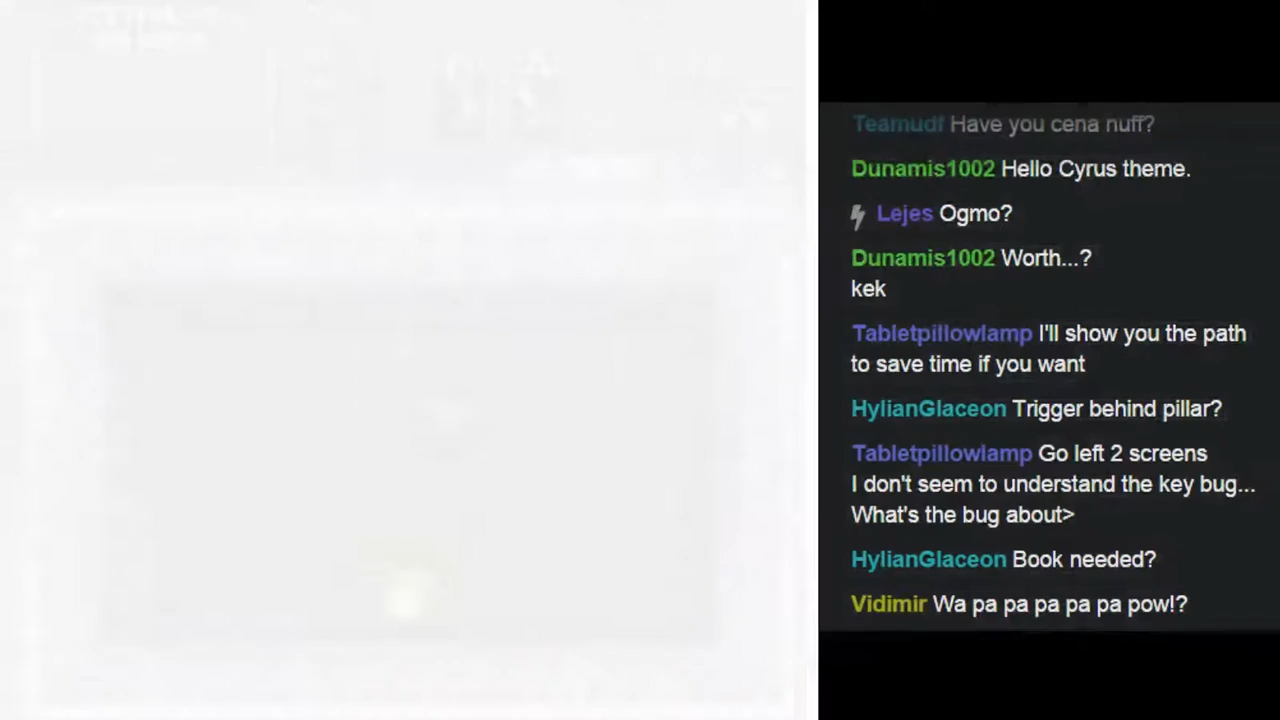 Teamudf Have you cena nuff?
Dunamis1002 Hello Cyrus theme.
Lejes Ogmo?
Dunamis1002 Worth...?
kek
Tabletpillowlamp I'll show you the path
to save time if you want
HylianGlaceon Trigger behind pillar?
Tabletpillowlamp Go left 2 screens
I don't seem to understand the key bug...
What's the bug about>
HylianGlaceon Book needed?
Vidimir Wa pa pa pa pa pa pow!?